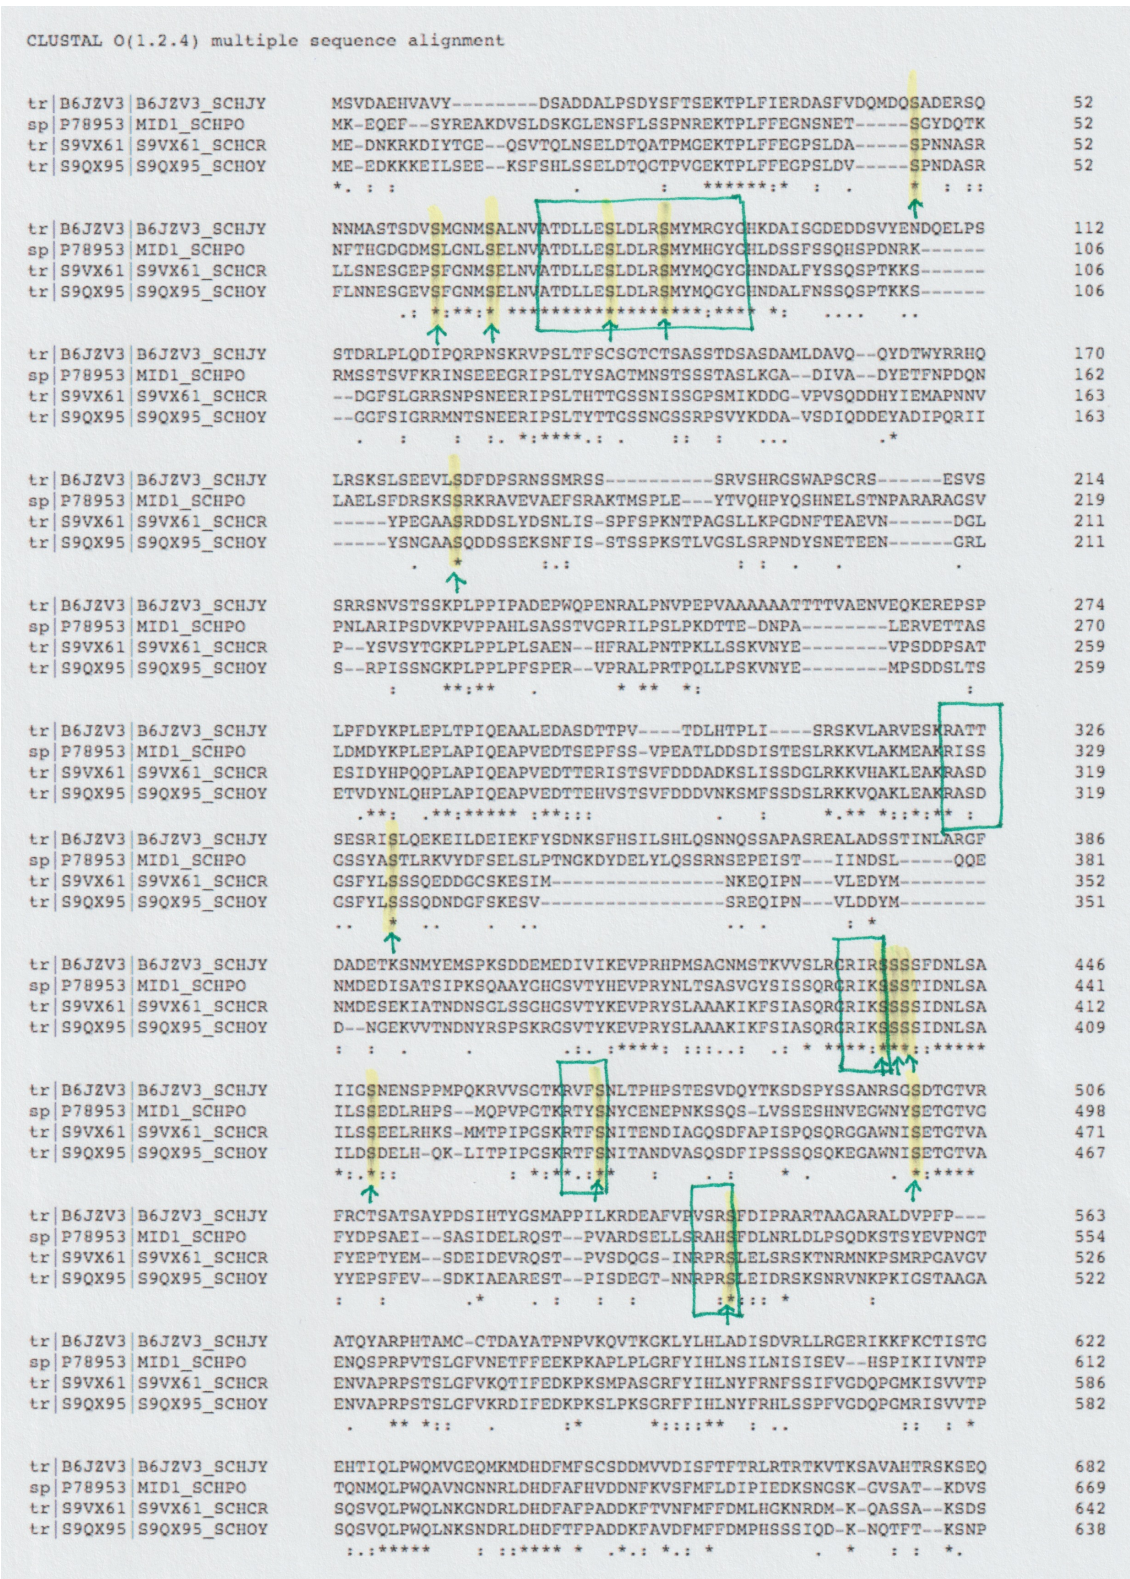 CLUSTAL O(1.2.4) multiple sequence alignment
tr|B6JZV3|B6JZV3_SCHJY MSVDAEHVAVY--------DSADDALPSDYSFTSEKTPLFIERDASFVDQMDQSADERSQ 52
sp|P78953|MID1_SCHPO MK-EQEF--SYREAKDVSLDSKGLENSFLSSPNREKTPLFFEGNSNET-----SGYDQTK 52
tr|S9VX61|S9VX61_SCHCR ME-DNKRKDIYTGE--QSVTQLNSELDTQATPMGEKTPLFFEGPSLDA-----SPNNASR 52
tr|S9QX95|S9QX95_SCHOY ME-EDKKKEILSEE--KSFSHLSSELDTQGTPVGEKTPLFFEGPSLDV-----SPNDASR 52
*. : : . : ******:* : . * : ::
tr|B6JZV3|B6JZV3_SCHJY NNMASTSDVSMGNMSALNVATDLLESLDLRSMYMRGYGHKDAISGDEDDSVYENDQELPS 112
sp|P78953|MID1_SCHPO NFTHGDGDMSLGNLSELNVATDLLESLDLRSMYMHGYGHLDSSFSSQHSPDNRK------ 106
tr|S9VX61|S9VX61_SCHCR LLSNESGEPSFGNMSELNVATDLLESLDLRSMYMQGYGHNDALFYSSQSPTKKS------ 106
tr|S9QX95|S9QX95_SCHOY FLNNESGEVSFGNMSELNVATDLLESLDLRSMYMQGYGHNDALFNSSQSPTKKS------ 106
.: *:**:* ******************:**** *: .... ..
tr|B6JZV3|B6JZV3_SCHJY STDRLPLQDIPQRPNSKRVPSLTFSCSGTCTSASSTDSASDAMLDAVQ--QYDTWYRRHQ 170
sp|P78953|MID1_SCHPO RMSSTSVFKRINSEEEGRIPSLTYSAGTMNSTSSSTASLKGA--DIVA--DYETFNPDQN 162
tr|S9VX61|S9VX61_SCHCR --DGFSLGRRSNPSNEERIPSLTHTTGSSNISSGPSMIKDDG-VPVSQDDHYIEMAPNNV 163
tr|S9QX95|S9QX95_SCHOY --GGFSIGRRMNTSNEERIPSLTYTTGSSNGSSRPSVYKDDA-VSDIQDDEYADIPQRII 163
. : : :. *:****.: . :: : ... .*
tr|B6JZV3|B6JZV3_SCHJY LRSKSLSEEVLSDFDPSRNSSMRSS----------SRVSHRGSWAPSCRS-----ESVS 214
sp|P78953|MID1_SCHPO LAELSFDRSKSSRKRAVEVAEFSRAKTMSPLE---YTVQHPYQSHNELSTNPARARAGSV 219
tr|S9VX61|S9VX61_SCHCR -----YPEGAASRDDSLYDSNLIS-SPFSPKNTPAGSLLKPGDNFTEAEVN------DGL 211
tr|S9QX95|S9QX95_SCHOY -----YSNGAASQDDSSEKSNFIS-STSSPKSTLVGSLSRPNDYSNETEEN------GRL 211
. * :.: : : . . .
tr|B6JZV3|B6JZV3_SCHJY SRRSNVSTSSKPLPPIPADEPWQPENRALPNVPEPVAAAAAATTTTVAENVEQKEREPSP 274
sp|P78953|MID1_SCHPO PNLARIPSDVKPVPPAHLSASSTVGPRILPSLPKDTTE-DNPA--------LERVETTAS 270
tr|S9VX61|S9VX61_SCHCR P--YSVSYTGKPLPPLPLSAEN--HFRALPNTPKLLSSKVNYE--------VPSDDPSAT 259
tr|S9QX95|S9QX95_SCHOY S--RPISSNGKPLPPLPFSPER--VPRALPRTPQLLPSKVNYE--------MPSDDSLTS 259
: **:** . * ** *: :
tr|B6JZV3|B6JZV3_SCHJY LPFDYKPLEPLTPIQEAALEDASDTTPV----TDLHTPLI----SRSKVLARVESKRATT 326
sp|P78953|MID1_SCHPO LDMDYKPLEPLAPIQEAPVEDTSEPFSS-VPEATLDDSDISTESLRKKVLAKMEAKRISS 329
tr|S9VX61|S9VX61_SCHCR ESIDYHPQQPLAPIQEAPVEDTTERISTSVFDDDADKSLISSDGLRKKVHAKLEAKRASD 319
tr|S9QX95|S9QX95_SCHOY ETVDYNLQHPLAPIQEAPVEDTTEHVSTSVFDDDVNKSMFSSDSLRKKVQAKLEAKRASD 319
.**: .**:***** :**::: : . . : *.** *::*:** :
tr|B6JZV3|B6JZV3_SCHJY SESRISLQEKEILDEIEKFYSDNKSFHSILSHLQSNNQSSAPASREALADSSTINLARGF 386
sp|P78953|MID1_SCHPO GSSYASTLRKVYDFSELSLPTNGKDYDELYLQSSRNSEPEIST---IINDSL-----QQE 381
tr|S9VX61|S9VX61_SCHCR GSFYLSSSQEDDGCSKESIM----------------NKEQIPN---VLEDYM-------- 352
tr|S9QX95|S9QX95_SCHOY GSFYLSSSQDNDGFSKESV-----------------SREQIPN---VLDDYM-------- 351
.. * .. .. .. . : *
tr|B6JZV3|B6JZV3_SCHJY DADETKSNMYEMSPKSDDEMEDIVIKEVPRHPMSAGNMSTKVVSLRGRIRSSSSFDNLSA 446
sp|P78953|MID1_SCHPO NMDEDISATSIPKSQAAYGHGSVTYHEVPRYNLTSASVGYSISSQRGRIKSSSTIDNLSA 441
tr|S9VX61|S9VX61_SCHCR NMDESEKIATNDNSGLSSGHGSVTYKEVPRYSLAAAKIKFSIASQRGRIKSSSSIDNLSA 412
tr|S9QX95|S9QX95_SCHOY D--NGEKVVTNDNYRSPSKRGSVTYKEVPRYSLAAAKIKFSIASQRGRIKSSSSIDNLSA 409
: : . . .:. :****: :::.: .: * ****:***::*****
tr|B6JZV3|B6JZV3_SCHJY IIGSNENSPPMPQKRVVSGTKRVFSNLTPHPSTESVDQYTKSDSPYSSANRSGSDTGTVR 506
sp|P78953|MID1_SCHPO ILSSEDLRHPS--MQPVPGTKRTYSNYCENEPNKSSQS-LVSSESHNVEGWNYSETGTVG 498
tr|S9VX61|S9VX61_SCHCR ILSSEELRHKS-MMTPIPGSKRTFSNITENDIAGQSDFAPISPQSQRGGAWNISETGTVA 471
tr|S9QX95|S9QX95_SCHOY ILDSDELH-QK-LITPIPGSKRTFSNITANDVASQSDFIPSSQSQKEGAWNISETGTVA 467
*:.*:: : *:**.:** : . : * . . *:****
tr|B6JZV3|B6JZV3_SCHJY FRCTSATSAYPDSIHTYGSMAPPILKRDEAFVPVSRSFDIPRARTAAGARALDVPFP--- 563
sp|P78953|MID1_SCHPO FYDPSAEI--SASIDELRQST--PVARDSELLSRAHSFDLNRLDLPSQDKSTSYEVPNGT 554
tr|S9VX61|S9VX61_SCHCR FYEPTYEM--SDEIDEVRQST--PVSDQGS-INRPRSLELSRSKTNRMNKPSMRPGAVGV 526
tr|S9QX95|S9QX95_SCHOY YYEPSFEV--SDKIAEAREST--PISDEGT-NNRPRSLEIDRSKSNRVNKPKIGSTAAGA 522
: : .* . : : : :*:: * :
tr|B6JZV3|B6JZV3_SCHJY ATQYARPHTAMC-CTDAYATPNPVKQVTKGKLYLHLADISDVRLLRGERIKKFKCTISTG 622
sp|P78953|MID1_SCHPO ENQSPRPVTSLGFVNETFFEEKPKAPLPLGRFYIHLNSILNISISEV--HSPIKIIVNTP 612
tr|S9VX61|S9VX61_SCHCR ENVAPRPSTSLGFVKQTIFEDKPKSMPASGRFYIHLNYFRNFSSIFVGDQPGMKISVVTP 586
tr|S9QX95|S9QX95_SCHOY ENVAPRPSTSLGFVKRDIFEDKPKSLPKSGRFFIHLNYFRHLSSPFVGDQPGMRISVVTP 582
. ** *:: :* *::::** : .. :: : *
tr|B6JZV3|B6JZV3_SCHJY EHTIQLPWQMVGEQMKMDHDFMFSCSDDMVVDISFTFTRLRTRTKVTKSAVAHTRSKSEQ 682
sp|P78953|MID1_SCHPO TQNMQLPWQAVNGNNRLDHDFAFHVDDNFKVSFMFLDIPIEDKSNGSK-GVSAT--KDVS 669
tr|S9VX61|S9VX61_SCHCR SQSVQLPWQLNKGNDRLDHDFAFPADDKFTVNFMFFDMLHGKNRDM-K-QASSA--KSDS 642
tr|S9QX95|S9QX95_SCHOY SQSVQLPWQLNKSNDRLDHDFTFPADDKFAVDFMFFDMPHSSSIQD-K-NQTFT--KSNP 638
:.:***** : ::**** * .*.: *.: * . * : *.